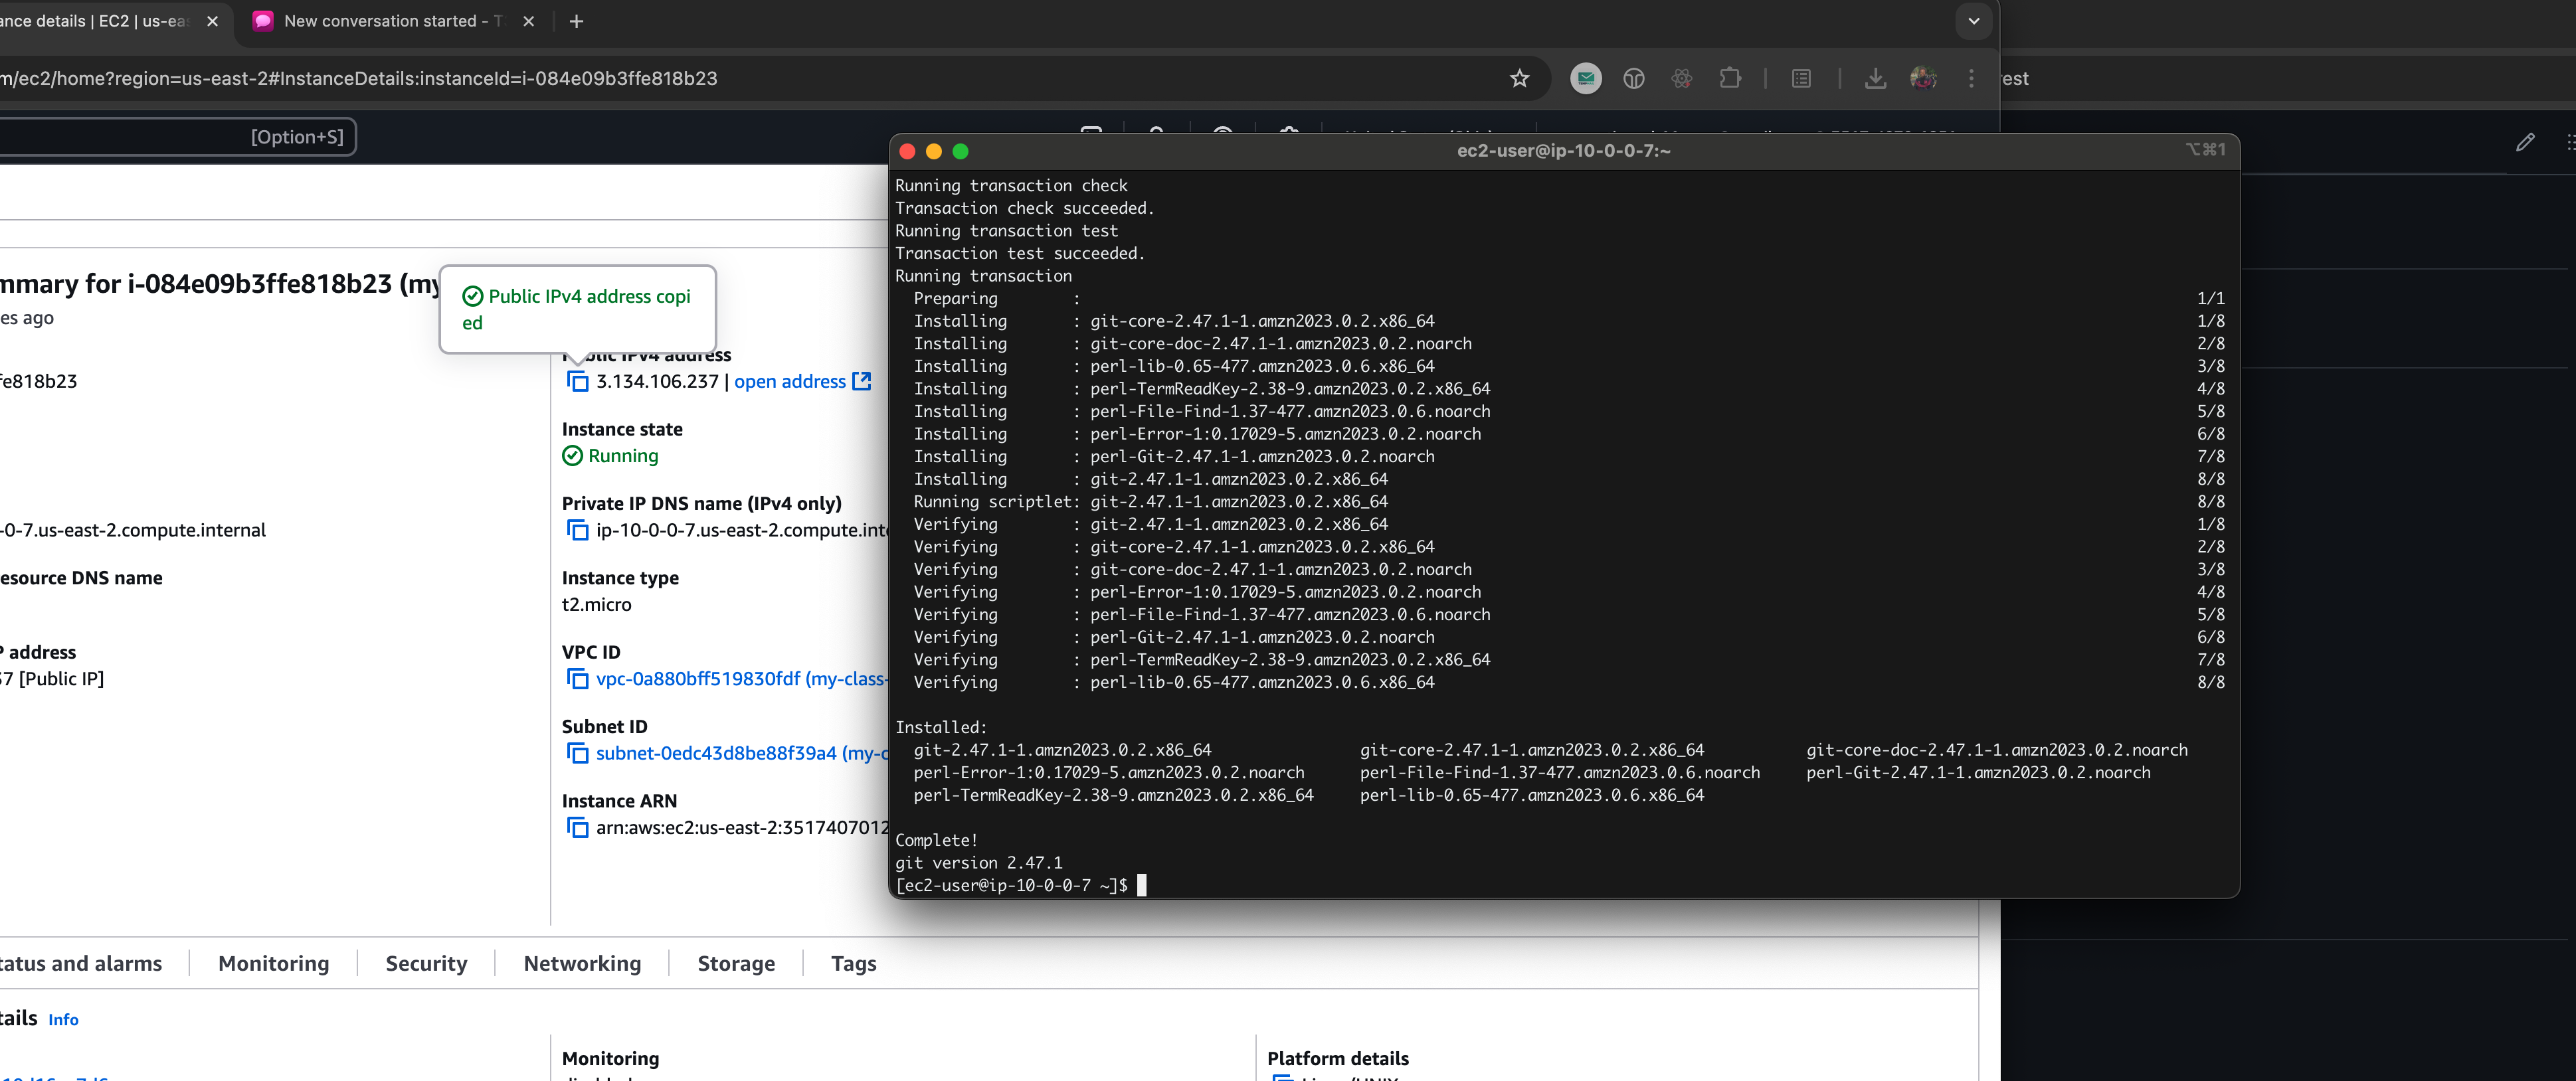 ance details | EC2 | us-ea
New conversation started - T
m/ec2/home?region=us-east-2#InstanceDetails:instanceId=i-084e09b3ffe818b23
rest
[Option+S]
mmary for i-084e09b3ffe818b23 (my
es ago
Public IPv4 address copi
ed
Public IPv4 address
fe818b23
3.134.106.237 | open address
Instance state
Running
Private IP DNS name (IPv4 only)
-0-7.us-east-2.compute.internal
ip-10-0-0-7.us-east-2.compute.inte
esource DNS name
Instance type
t2.micro
P address
VPC ID
57 [Public IP]
vpc-0a880bff519830fdf (my-class-
Subnet ID
subnet-0edc43d8be88f39a4 (my-c
Instance ARN
arn:aws:ec2:us-east-2:3517407012
ec2-user@ip-10-0-0-7:~
⌥⌘1
Running transaction check
Transaction check succeeded.
Running transaction test
Transaction test succeeded.
Running transaction
Preparing : 1/1
Installing : git-core-2.47.1-1.amzn2023.0.2.x86_64 1/8
Installing : git-core-doc-2.47.1-1.amzn2023.0.2.noarch 2/8
Installing : perl-lib-0.65-477.amzn2023.0.6.x86_64 3/8
Installing : perl-TermReadKey-2.38-9.amzn2023.0.2.x86_64 4/8
Installing : perl-File-Find-1.37-477.amzn2023.0.6.noarch 5/8
Installing : perl-Error-1:0.17029-5.amzn2023.0.2.noarch 6/8
Installing : perl-Git-2.47.1-1.amzn2023.0.2.noarch 7/8
Installing : git-2.47.1-1.amzn2023.0.2.x86_64 8/8
Running scriptlet: git-2.47.1-1.amzn2023.0.2.x86_64 8/8
Verifying : git-2.47.1-1.amzn2023.0.2.x86_64 1/8
Verifying : git-core-2.47.1-1.amzn2023.0.2.x86_64 2/8
Verifying : git-core-doc-2.47.1-1.amzn2023.0.2.noarch 3/8
Verifying : perl-Error-1:0.17029-5.amzn2023.0.2.noarch 4/8
Verifying : perl-File-Find-1.37-477.amzn2023.0.6.noarch 5/8
Verifying : perl-Git-2.47.1-1.amzn2023.0.2.noarch 6/8
Verifying : perl-TermReadKey-2.38-9.amzn2023.0.2.x86_64 7/8
Verifying : perl-lib-0.65-477.amzn2023.0.6.x86_64 8/8
Installed:
git-2.47.1-1.amzn2023.0.2.x86_64 git-core-2.47.1-1.amzn2023.0.2.x86_64 git-core-doc-2.47.1-1.amzn2023.0.2.noarch
perl-Error-1:0.17029-5.amzn2023.0.2.noarch perl-File-Find-1.37-477.amzn2023.0.6.noarch perl-Git-2.47.1-1.amzn2023.0.2.noarch
perl-TermReadKey-2.38-9.amzn2023.0.2.x86_64 perl-lib-0.65-477.amzn2023.0.6.x86_64
Complete!
git version 2.47.1
[ec2-user@ip-10-0-0-7 ~]$
tatus and alarms
Monitoring
Security
Networking
Storage
Tags
tails Info
Monitoring
Platform details